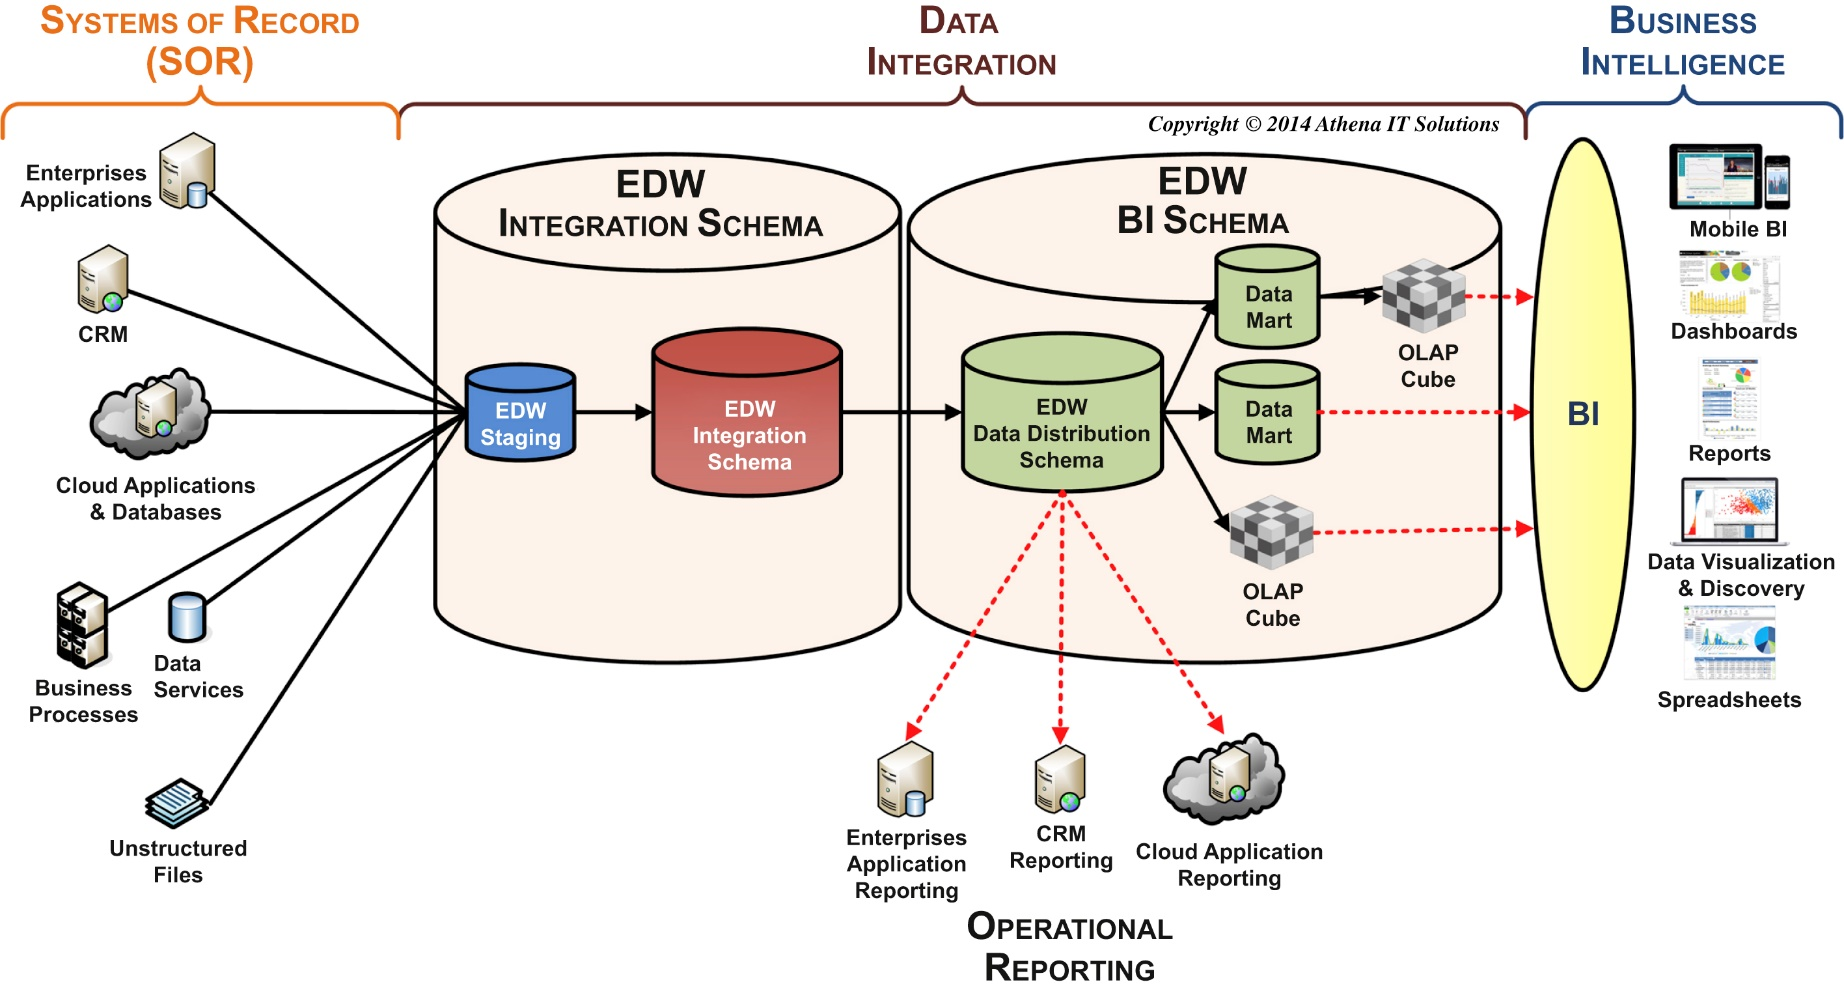 SYSTEMS OF RECORD
(SOR)
DATA
INTEGRATION
BUSINESS
INTELLIGENCE
Copyright © 2014 Athena IT Solutions
Enterprises
Applications
CRM
Cloud Applications
& Databases
Business
Processes
Data
Services
Unstructured
Files
EDW
INTEGRATION SCHEMA
EDW
Staging
EDW
Integration
Schema
EDW
BI SCHEMA
EDW
Data Distribution
Schema
Data
Mart
OLAP
Cube
Data
Mart
OLAP
Cube
BI
Mobile BI
Dashboards
Reports
Data Visualization
& Discovery
Spreadsheets
Enterprises
Application
Reporting
CRM
Reporting
Cloud Application
Reporting
OPERATIONAL
REPORTING